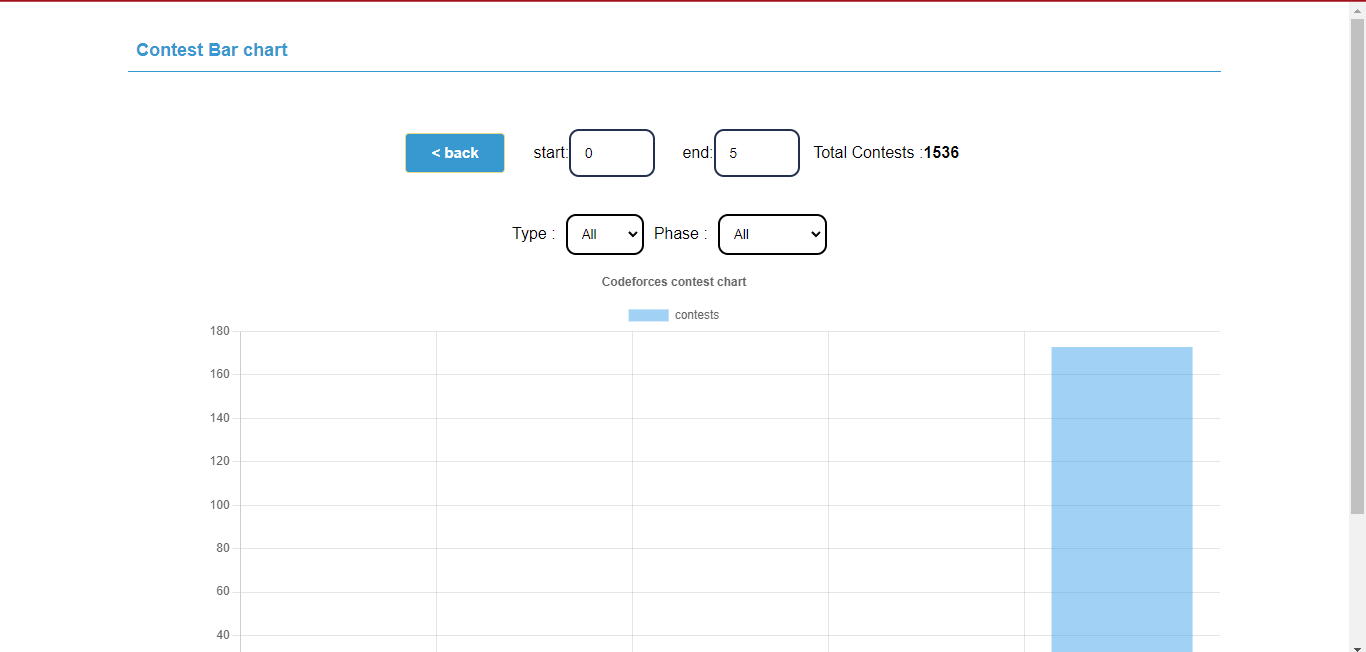 Contest Bar chart
< back start: 0 end: 5 Total Contests :1536
Type : All Phase : All
Codeforces contest chart
contests
180
160
140
120
100
80
60
40